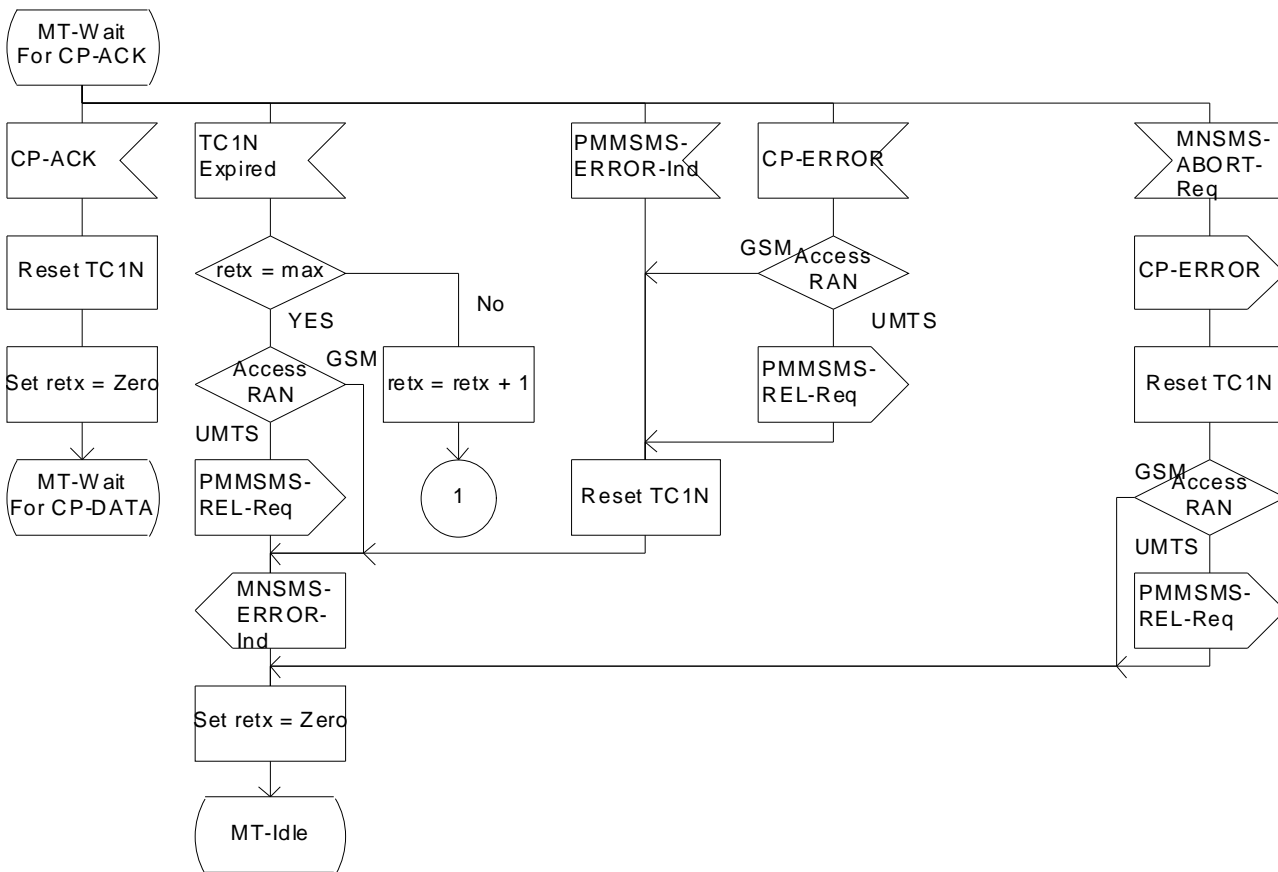 MT-Wait
For CP-ACK
CP-ACK
TC1N
Expired
PMMSMS-
ERROR-Ind
CP-ERROR
MNSMS-
ABORT-
Req
Reset TC1N
retx = max
GSM
Access
RAN
CP-ERROR
No
YES
UMTS
Set retx = Zero
Access
RAN
GSM
retx = retx + 1
PMMSMS-
REL-Req
Reset TC1N
UMTS
MT-Wait
For CP-DATA
PMMSMS-
REL-Req
1
Reset TC1N
GSM
Access
RAN
UMTS
MNSMS-
ERROR-
Ind
PMMSMS-
REL-Req
Set retx = Zero
MT-Idle